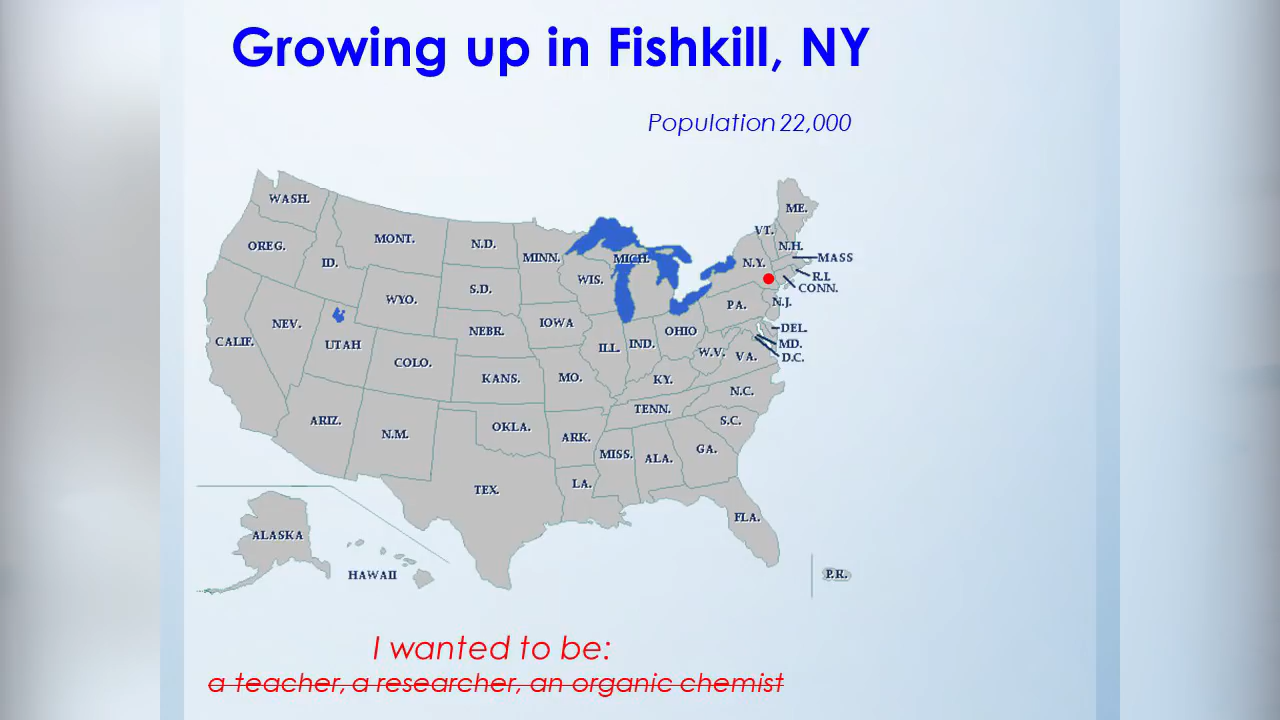 Growing up in Fishkill, NY
Population 22,000
WASH.
OREG.
CALIF.
NEV.
ID.
MONT.
WYO.
UTAH
COLO.
ARIZ.
N.M.
N.D.
S.D.
NEBR.
KANS.
OKLA.
TEX.
MINN.
IOWA
MO.
ARK.
LA.
WIS.
ILL.
MICH.
IND.
OHIO
KY.
TENN.
MISS.
ALA.
GA.
FLA.
S.C.
N.C.
VA.
W.V.
PA.
N.Y.
VT.
N.H.
ME.
MASS
R.I.
CONN.
N.J.
DEL.
MD.
D.C.
ALASKA
HAWAII
P.R.
I wanted to be:
a teacher, a researcher, an organic chemist